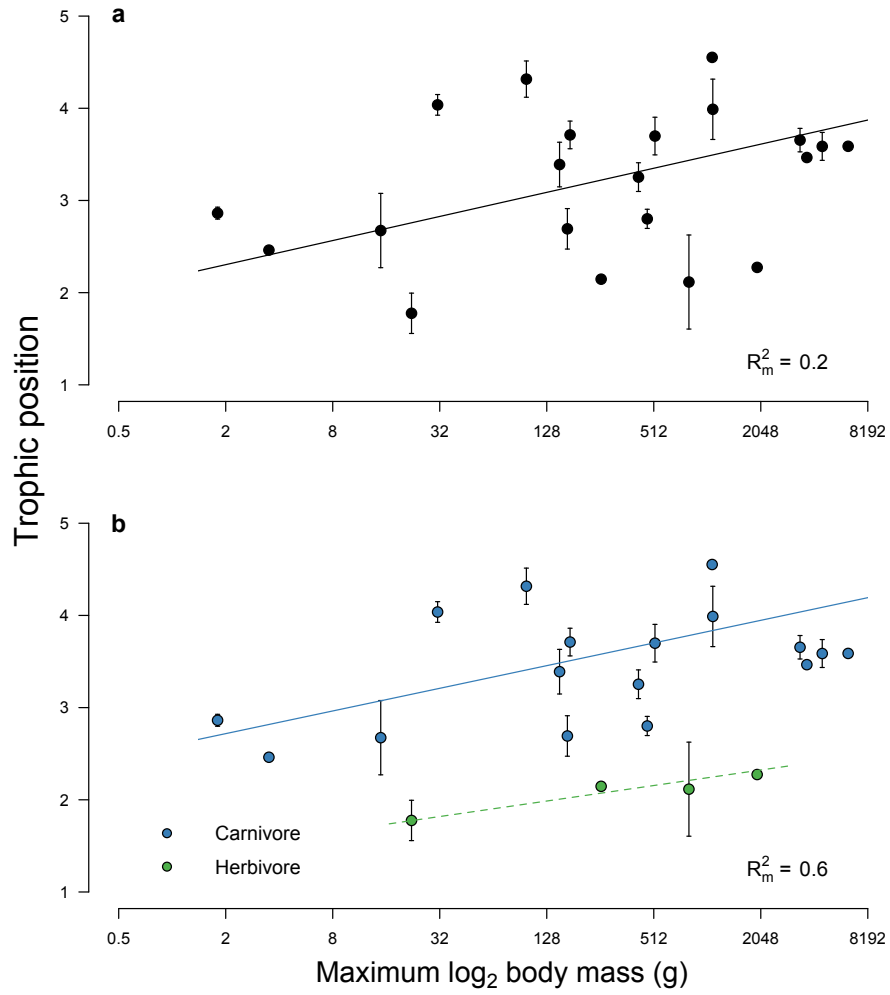 a
5
4
3
2
1
R²ₘ = 0.2
0.5 2 8 32 128 512 2048 8192
Trophic position
b
5
4
3
2
1
Carnivore
Herbivore
R²ₘ = 0.6
0.5 2 8 32 128 512 2048 8192
Maximum log₂ body mass (g)